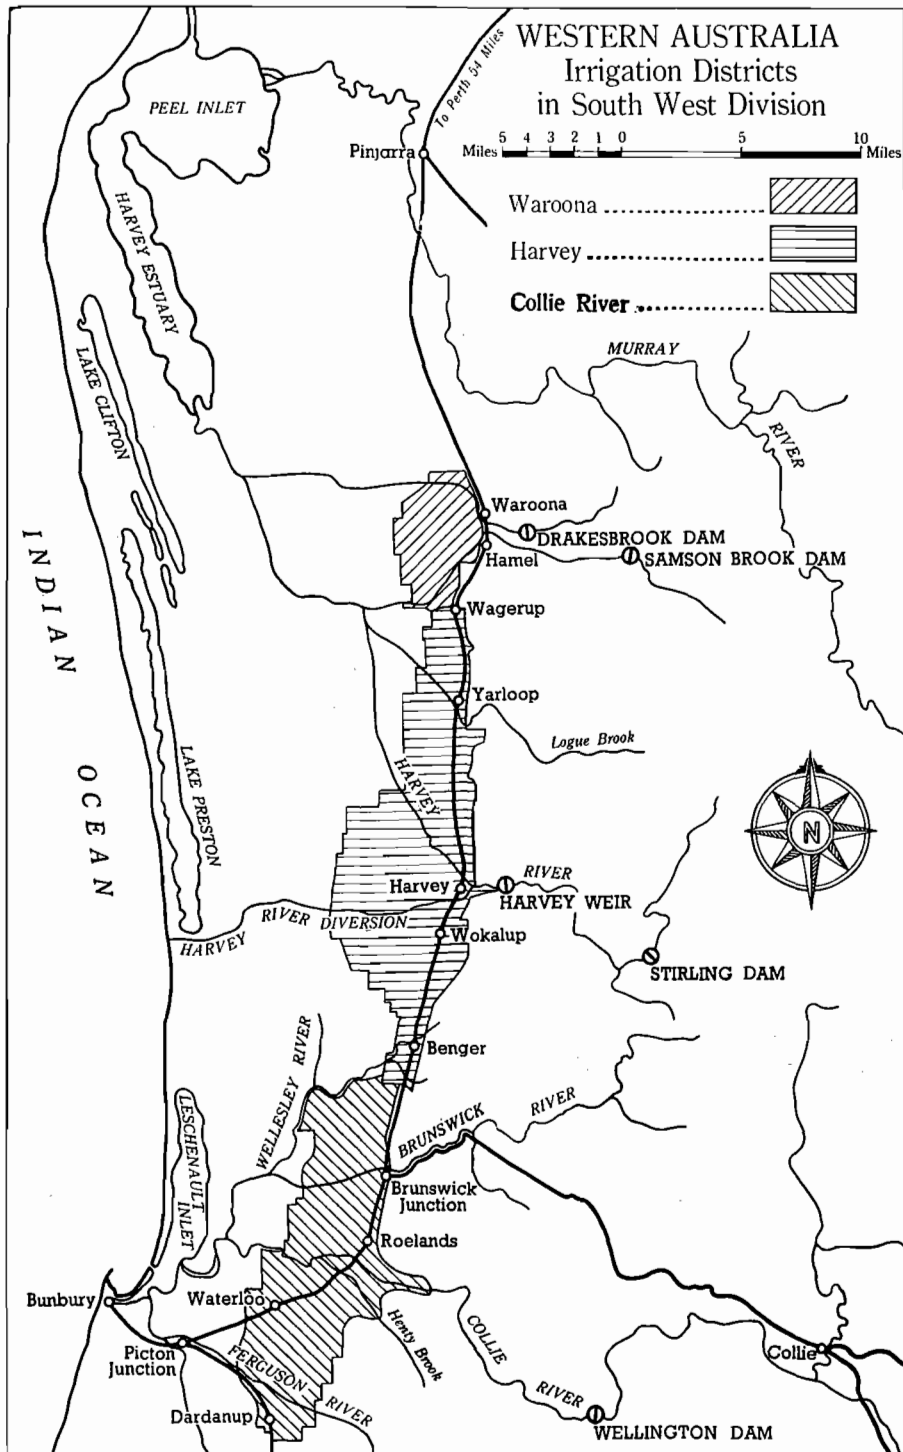 WESTERN AUSTRALIA
Irrigation Districts
in South West Division
5 4 3 2 1 0 5 10
Miles Miles
Waroona
Harvey
Collie River
To Perth 54 Miles
PEEL INLET
Pinjarra
HARVEY ESTUARY
MURRAY
RIVER
LAKE CLIFTON
Waroona
DRAKESBROOK DAM
Hamel
SAMSON BROOK DAM
INDIAN
OCEAN
Wagerup
Yarloop
Logue Brook
LAKE PRESTON
HARVEY
N
Harvey
RIVER
HARVEY WEIR
HARVEY
RIVER DIVERSION
Wokalup
STIRLING DAM
Benger
WELLESLEY RIVER
LESCHENAULT
INLET
BRUNSWICK
RIVER
Brunswick
Junction
Roelands
Bunbury
Waterloo
Henty Brook
COLLIE
RIVER
Collie
Picton
Junction
FERGUSON
RIVER
Dardanup
WELLINGTON DAM